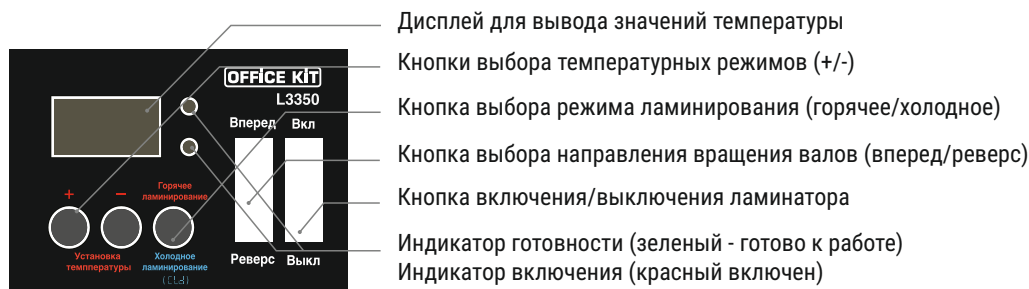 Дисплей для вывода значений температуры
Кнопки выбора температурных режимов (+/-)
Кнопка выбора режима ламинирования (горячее/холодное)
Кнопка выбора направления вращения валов (вперед/реверс)
Кнопка включения/выключения ламинатора
Индикатор готовности (зеленый - готово к работе)
Индикатор включения (красный включен)
OFFICE KIT
L3350
Вперед Вкл
+ −
Горячее
ламинирование
Установка
темппературы
Холодное
ламинирование
(CLd)
Реверс Выкл